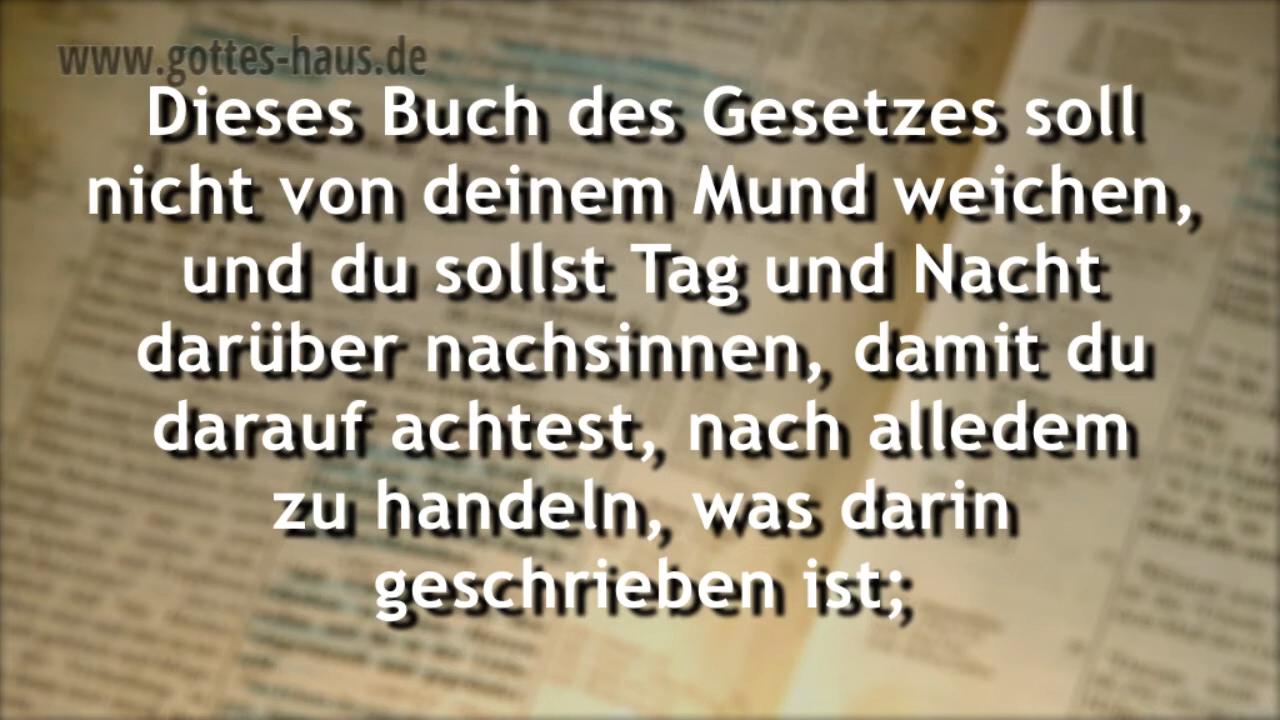 www.gottes-haus.de
Dieses Buch des Gesetzes soll
nicht von deinem Mund weichen,
und du sollst Tag und Nacht
darüber nachsinnen, damit du
darauf achtest, nach alledem
zu handeln, was darin
geschrieben ist;